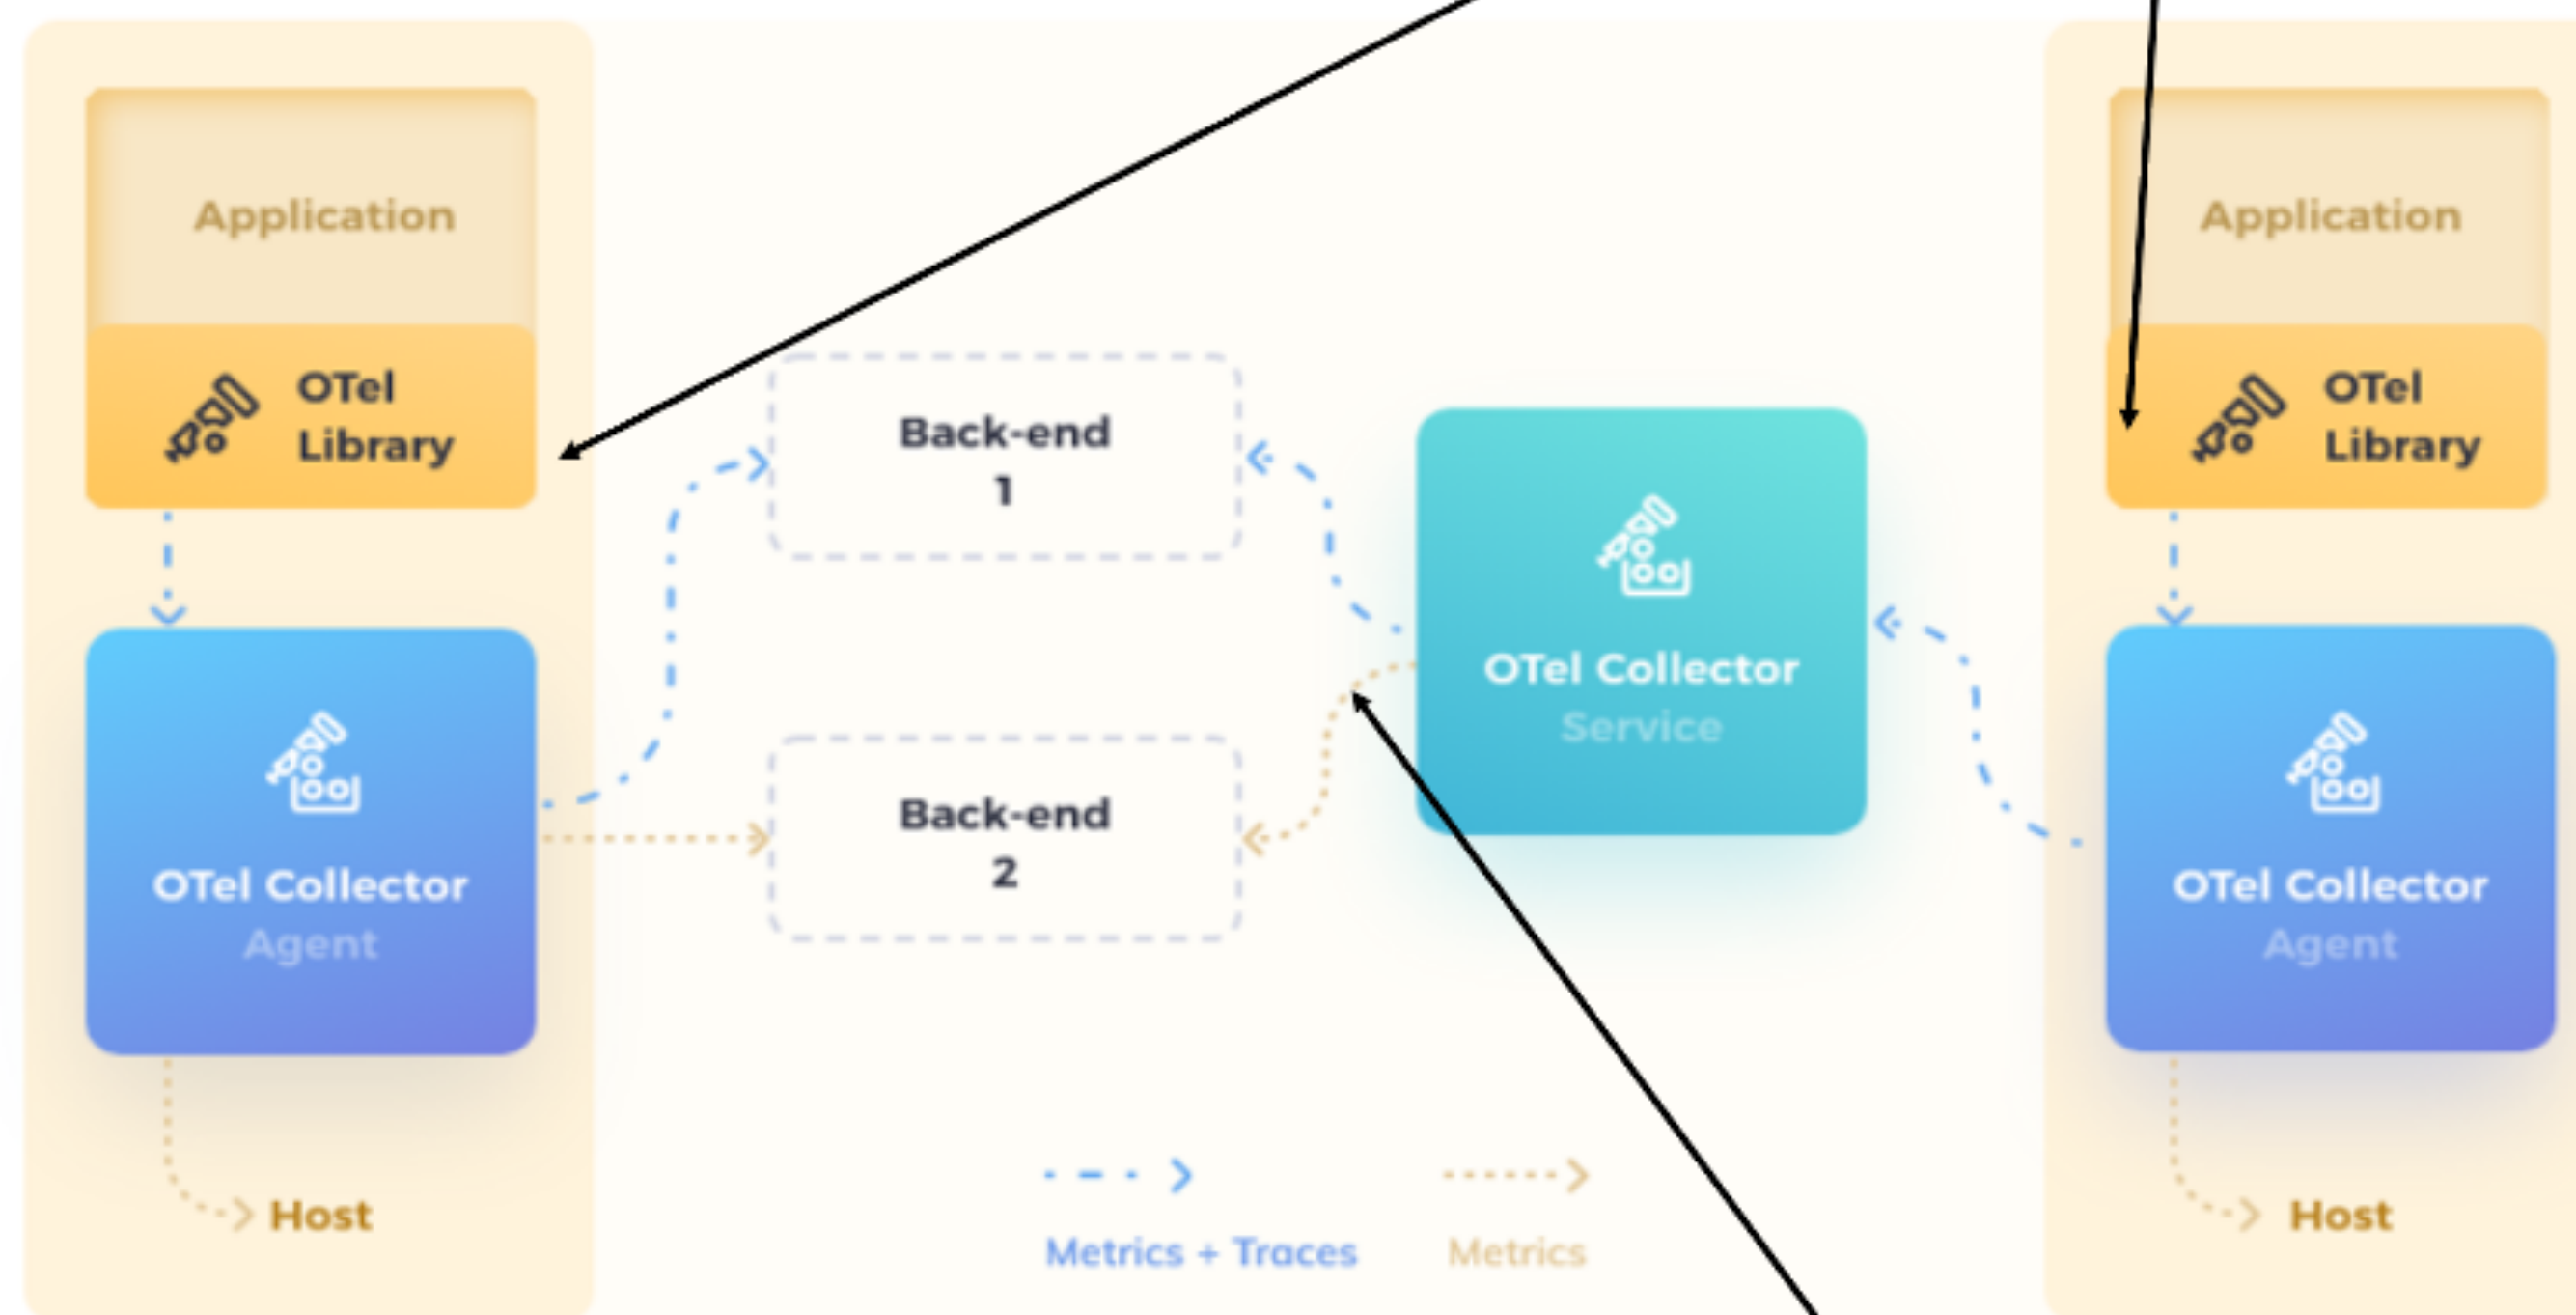 Application
OTel
Library
OTel Collector
Agent
Host
Back-end
1
Back-end
2
OTel Collector
Service
Metrics + Traces
Metrics
Application
OTel
Library
OTel Collector
Agent
Host